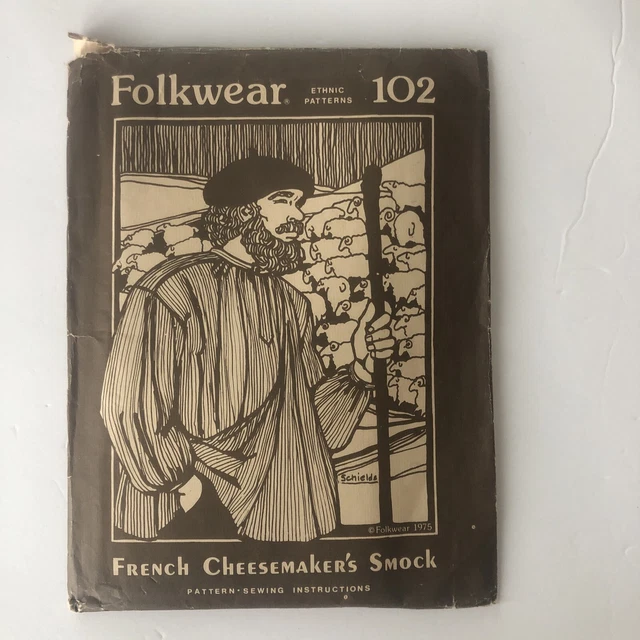 Folkwear® ETHNIC PATTERNS 102
Schields
© Folkwear 1975
FRENCH CHEESEMAKER'S SMOCK
PATTERN · SEWING INSTRUCTIONS